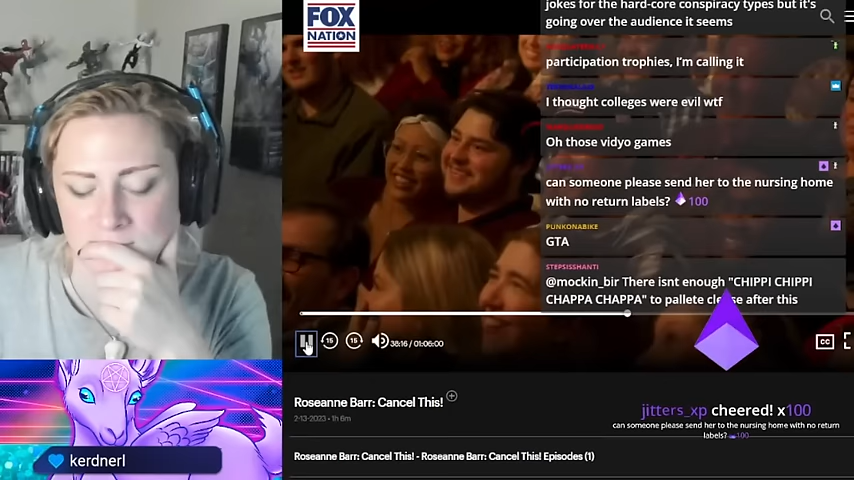 FOX
NATION
jokes for the hard-core conspiracy types but it's
going over the audience it seems
participation trophies, I'm calling it
I thought colleges were evil wtf
Oh those vidyo games
can someone please send her to the nursing home
with no return labels? 100
PUNKONABIKE
GTA
STEPSISSHANTI
@mockin_bir There isnt enough "CHIPPI CHIPPI
CHAPPA CHAPPA" to pallete cle se after this
15
15
38:16 / 01:06:00
CC
Roseanne Barr: Cancel This!
2-13-2023 • 1h 6m
jitters_xp cheered! x100
can someone please send her to the nursing home with no return
labels? 100
Roseanne Barr: Cancel This! - Roseanne Barr: Cancel This! Episodes (1)
kerdnerl